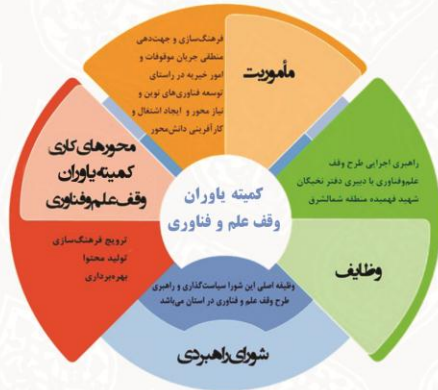 مأموریت
فرهنگ‌سازی و جهت‌دهی
منطقی جریان موقوفات و
امور خیریه در راستای
توسعه فناوری‌های نوین و
نیاز محور و ایجاد اشتغال و
کارآفرینی دانش‌محور
راهبری اجرایی طرح وقف
علم‌وفناوری با دبیری دفتر نخبگان
شهید فهمیده منطقه شمالشرق
وظایف
محورهای کاری
کمیته یاوران
وقف علم‌وفناوری
ترویج فرهنگ‌سازی
تولید محتوا
بهره‌برداری
کمیته یاوران
وقف علم و فناوری
وظیفه اصلی این شورا سیاست‌گذاری و راهبری
طرح وقف علم و فناوری در استان می‌باشد
شورای راهبردی